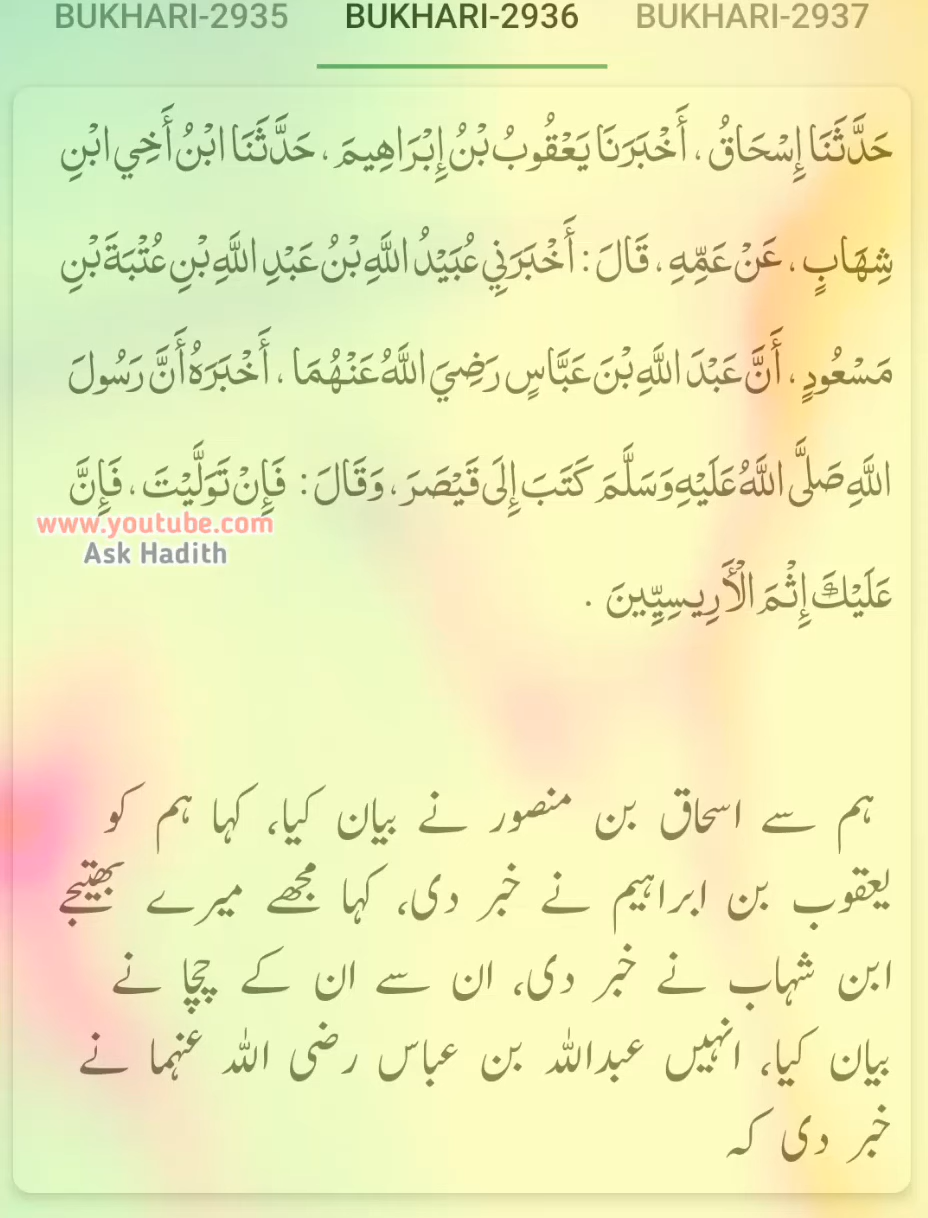 BUKHARI-2935 BUKHARI-2936 BUKHARI-2937
حَدَّثَنَا إِسْحَاقُ ، أَخْبَرَنَا يَعْقُوبُ بْنُ إِبْرَاهِيمَ ، حَدَّثَنَا ابْنُ أَخِي ابْنِ
شِهَابٍ ، عَنْ عَمِّهِ ، قَالَ : أَخْبَرَنِي عُبَيْدُ اللَّهِ بْنُ عَبْدِ اللَّهِ بْنِ عُتْبَةَ بْنِ
مَسْعُودٍ ، أَنَّ عَبْدَ اللَّهِ بْنَ عَبَّاسٍ رَضِيَ اللَّهُ عَنْهُمَا ، أَخْبَرَهُ أَنَّ رَسُولَ
اللَّهِ صَلَّى اللَّهُ عَلَيْهِ وَسَلَّمَ كَتَبَ إِلَى قَيْصَرَ ، وَقَالَ : فَإِنْ تَوَلَّيْتَ ، فَإِنَّ
www.youtube.com
Ask Hadith
عَلَيْكَ إِثْمَ الْأَرِيسِيِّينَ .
ہم سے اسحاق بن منصور نے بیان کیا، کہا ہم کو
یعقوب بن ابراہیم نے خبر دی، کہا مجھے میرے بھتیجے
ابن شہاب نے خبر دی، ان سے ان کے چچا نے
بیان کیا، انہیں عبداللہ بن عباس رضی اللہ عنہما نے
خبر دی کہ